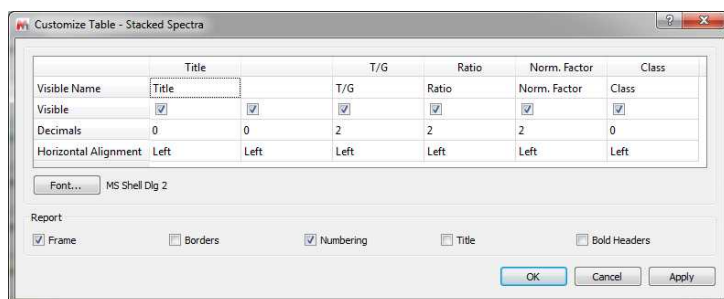 Customize Table - Stacked Spectra
Title T/G Ratio Norm. Factor Class
Visible Name Title T/G Ratio Norm. Factor Class
Visible
Decimals 0 0 2 2 2 0
Horizontal Alignment Left Left Left Left Left Left
Font... MS Shell Dlg 2
Report
Frame Borders Numbering Title Bold Headers
OK Cancel Apply